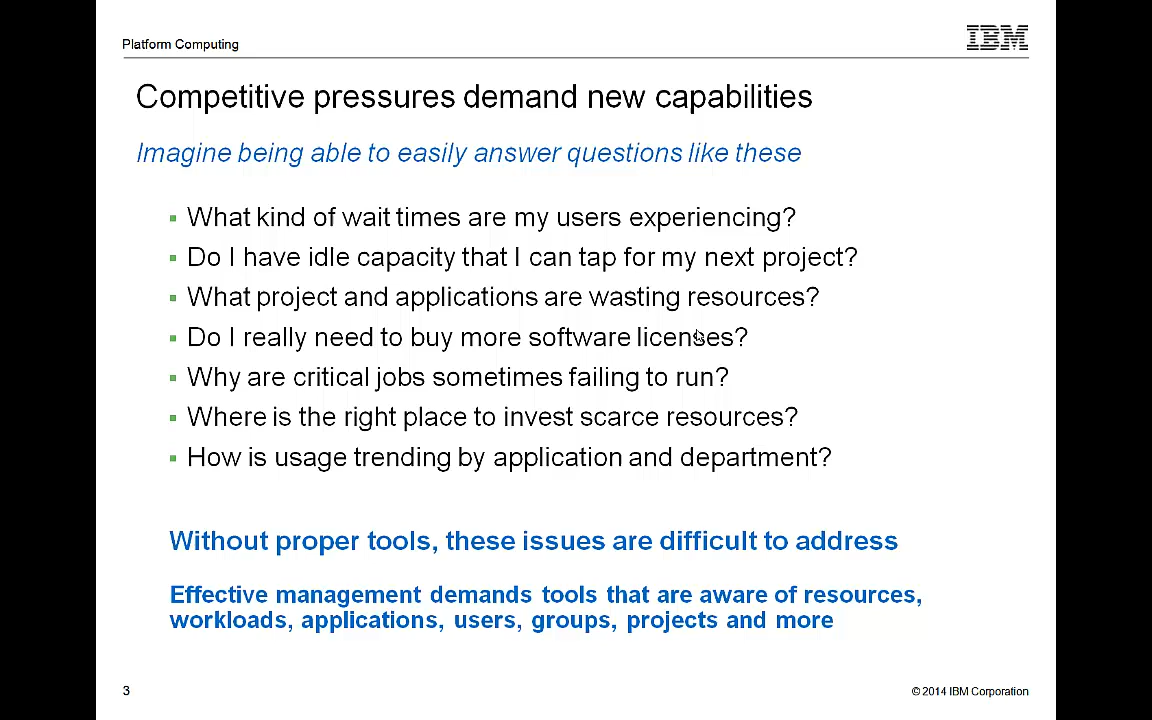 Platform Computing
IBM
Competitive pressures demand new capabilities
Imagine being able to easily answer questions like these
▪ What kind of wait times are my users experiencing?
▪ Do I have idle capacity that I can tap for my next project?
▪ What project and applications are wasting resources?
▪ Do I really need to buy more software licenses?
▪ Why are critical jobs sometimes failing to run?
▪ Where is the right place to invest scarce resources?
▪ How is usage trending by application and department?
Without proper tools, these issues are difficult to address
Effective management demands tools that are aware of resources,
workloads, applications, users, groups, projects and more
3
© 2014 IBM Corporation